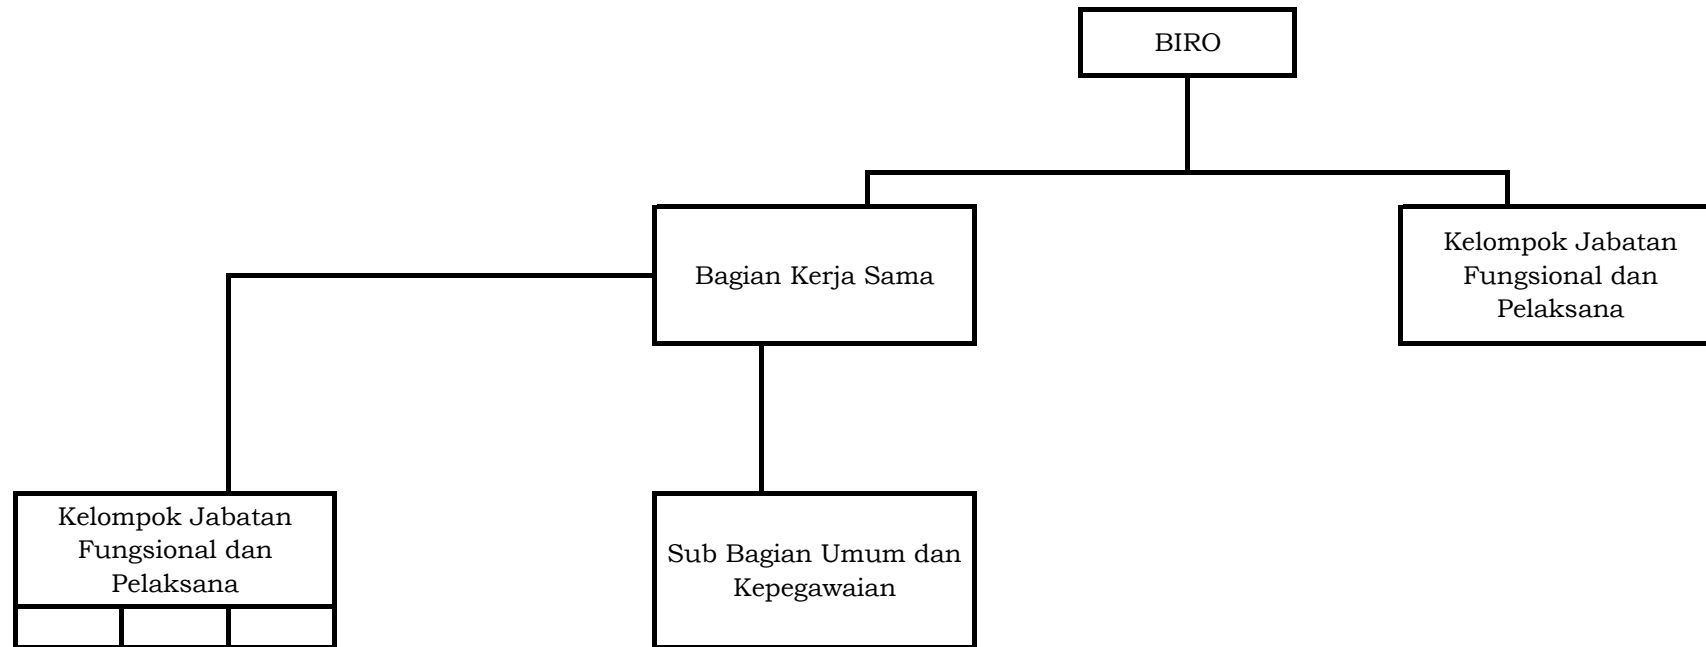 BIRO
Bagian Kerja Sama
Kelompok Jabatan
Fungsional dan
Pelaksana
Kelompok Jabatan
Fungsional dan
Pelaksana
Sub Bagian Umum dan
Kepegawaian